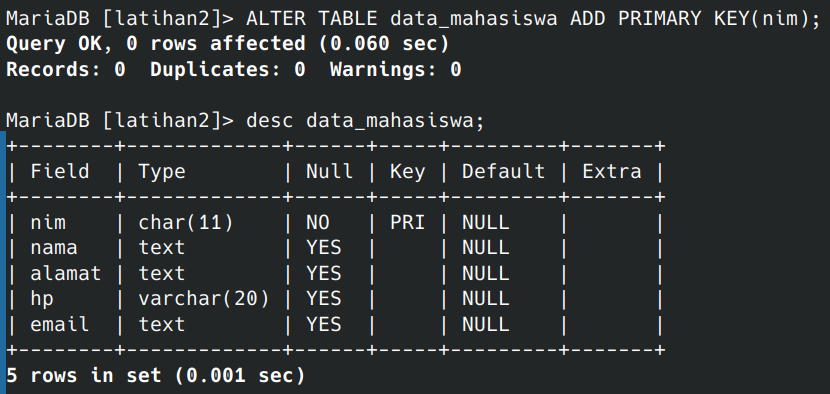 MariaDB [latihan2]> ALTER TABLE data_mahasiswa ADD PRIMARY KEY(nim);
Query OK, 0 rows affected (0.060 sec)
Records: 0  Duplicates: 0  Warnings: 0

MariaDB [latihan2]> desc data_mahasiswa;
+--------+-------------+------+-----+---------+-------+
| Field  | Type        | Null | Key | Default | Extra |
+--------+-------------+------+-----+---------+-------+
| nim    | char(11)    | NO   | PRI | NULL    |       |
| nama   | text        | YES  |     | NULL    |       |
| alamat | text        | YES  |     | NULL    |       |
| hp     | varchar(20) | YES  |     | NULL    |       |
| email  | text        | YES  |     | NULL    |       |
+--------+-------------+------+-----+---------+-------+
5 rows in set (0.001 sec)